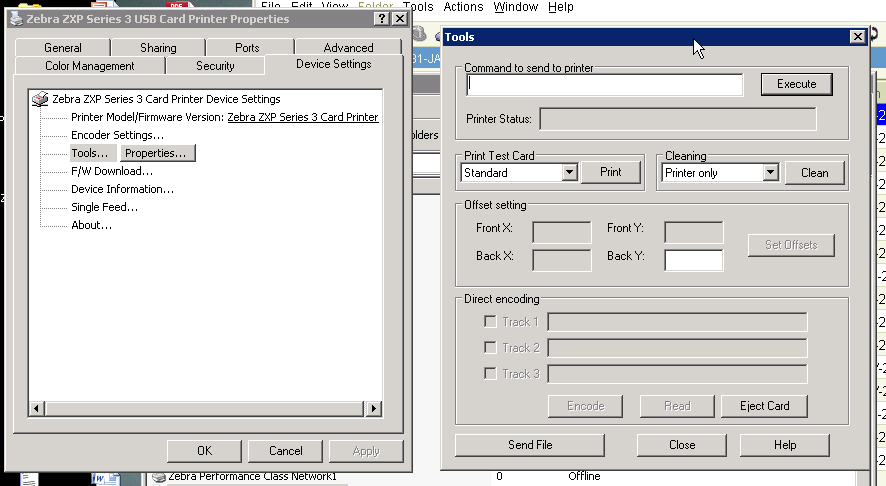 File Edit View Folder Tools Actions Window Help
Zebra ZXP Series 3 USB Card Printer Properties
General Sharing Ports Advanced
Color Management Security Device Settings
Zebra ZXP Series 3 Card Printer Device Settings
Printer Model/Firmware Version: Zebra ZXP Series 3 Card Printer
Encoder Settings...
Tools... Properties...
F/W Download...
Device Information...
Single Feed...
About...
OK Cancel Apply
31-JA
olders
Tools
Command to send to printer
Execute
Printer Status:
Print Test Card
Standard Print
Cleaning
Printer only Clean
Offset setting
Front X: Front Y:
Back X: Back Y:
Set Offsets
Direct encoding
Track 1
Track 2
Track 3
Encode Read Eject Card
Send File Close Help
Zebra Performance Class Network1 0 Offline